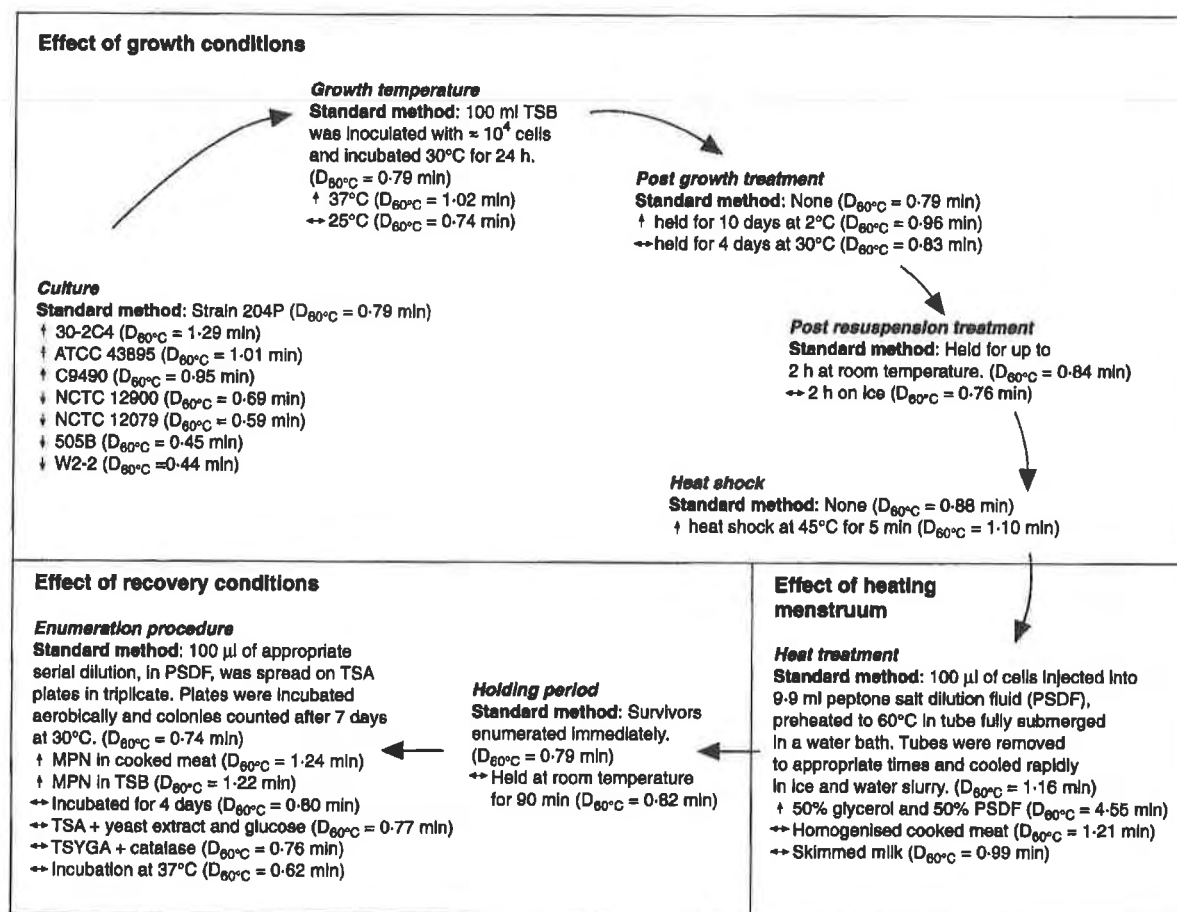 Effect of growth conditions
Growth temperature
Standard method: 100 ml TSB
was inoculated with ≈ 10⁴ cells
and incubated 30°C for 24 h.
(D60°C = 0·79 min)
↑ 37°C (D60°C = 1·02 min)
↔ 25°C (D60°C = 0·74 min)
Post growth treatment
Standard method: None (D60°C = 0·79 min)
↑ held for 10 days at 2°C (D60°C = 0·96 min)
↔ held for 4 days at 30°C (D60°C = 0·83 min)
Culture
Standard method: Strain 204P (D60°C = 0·79 min)
↑ 30-2C4 (D60°C = 1·29 min)
↑ ATCC 43895 (D60°C = 1·01 min)
↑ C9490 (D60°C = 0·95 min)
↓ NCTC 12900 (D60°C = 0·69 min)
↓ NCTC 12079 (D60°C = 0·59 min)
↓ 505B (D60°C = 0·45 min)
↓ W2-2 (D60°C =0·44 min)
Post resuspension treatment
Standard method: Held for up to
2 h at room temperature. (D60°C = 0·84 min)
↔ 2 h on ice (D60°C = 0·76 min)
Heat shock
Standard method: None (D60°C = 0·88 min)
↑ heat shock at 45°C for 5 min (D60°C = 1·10 min)
Effect of heating
menstruum
Heat treatment
Standard method: 100 µl of cells injected into
9·9 ml peptone salt dilution fluid (PSDF),
preheated to 60°C in tube fully submerged
in a water bath. Tubes were removed
to appropriate times and cooled rapidly
in ice and water slurry. (D60°C = 1·16 min)
↑ 50% glycerol and 50% PSDF (D60°C = 4·55 min)
↔ Homogenised cooked meat (D60°C = 1·21 min)
↔ Skimmed milk (D60°C = 0·99 min)
Effect of recovery conditions
Holding period
Standard method: Survivors
enumerated immediately.
(D60°C = 0·79 min)
↔ Held at room temperature
for 90 min (D60°C = 0·82 min)
Enumeration procedure
Standard method: 100 µl of appropriate
serial dilution, in PSDF, was spread on TSA
plates in triplicate. Plates were incubated
aerobically and colonies counted after 7 days
at 30°C. (D60°C = 0·74 min)
↑ MPN in cooked meat (D60°C = 1·24 min)
↑ MPN in TSB (D60°C = 1·22 min)
↔ Incubated for 4 days (D60°C = 0·80 min)
↔ TSA + yeast extract and glucose (D60°C = 0·77 min)
↔ TSYGA + catalase (D60°C = 0·76 min)
↔ Incubation at 37°C (D60°C = 0·62 min)